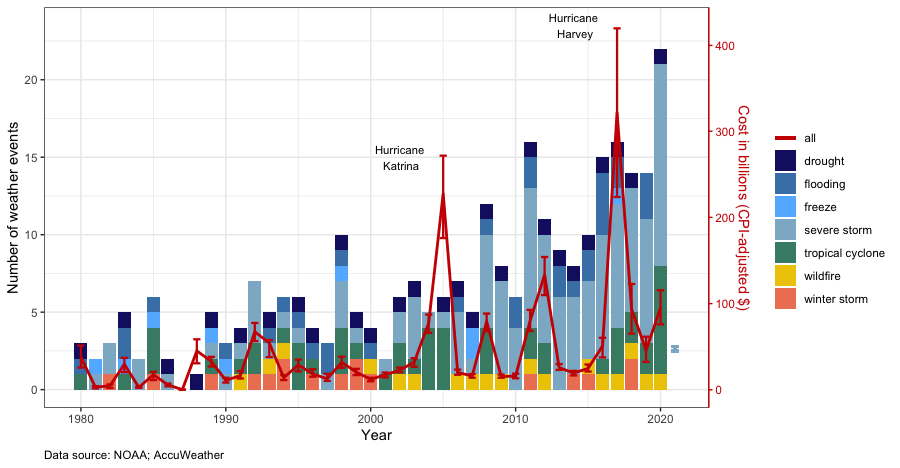 Hurricane
Harvey
Hurricane
Katrina
Number of weather events
0
5
10
15
20
1980
1990
2000
2010
2020
Year
0
100
200
300
400
Cost in billions (CPI-adjusted $)
all
drought
flooding
freeze
severe storm
tropical cyclone
wildfire
winter storm
Data source: NOAA; AccuWeather